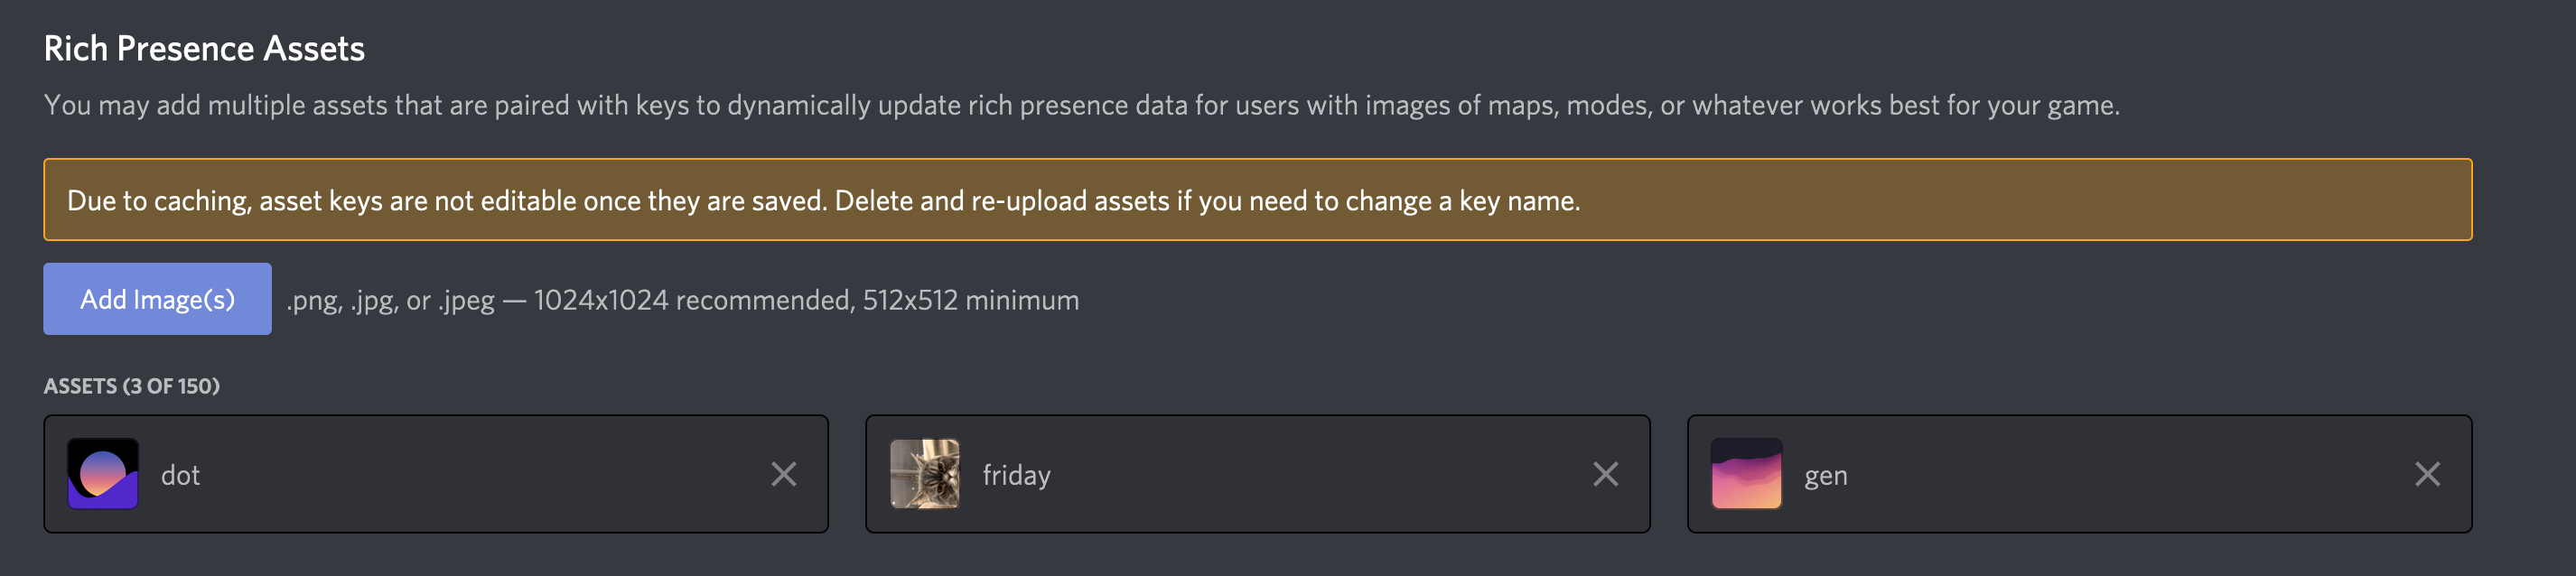 Rich Presence Assets
You may add multiple assets that are paired with keys to dynamically update rich presence data for users with images of maps, modes, or whatever works best for your game.
Due to caching, asset keys are not editable once they are saved. Delete and re-upload assets if you need to change a key name.
Add Image(s) .png, .jpg, or .jpeg — 1024x1024 recommended, 512x512 minimum
ASSETS (3 OF 150)
dot friday gen